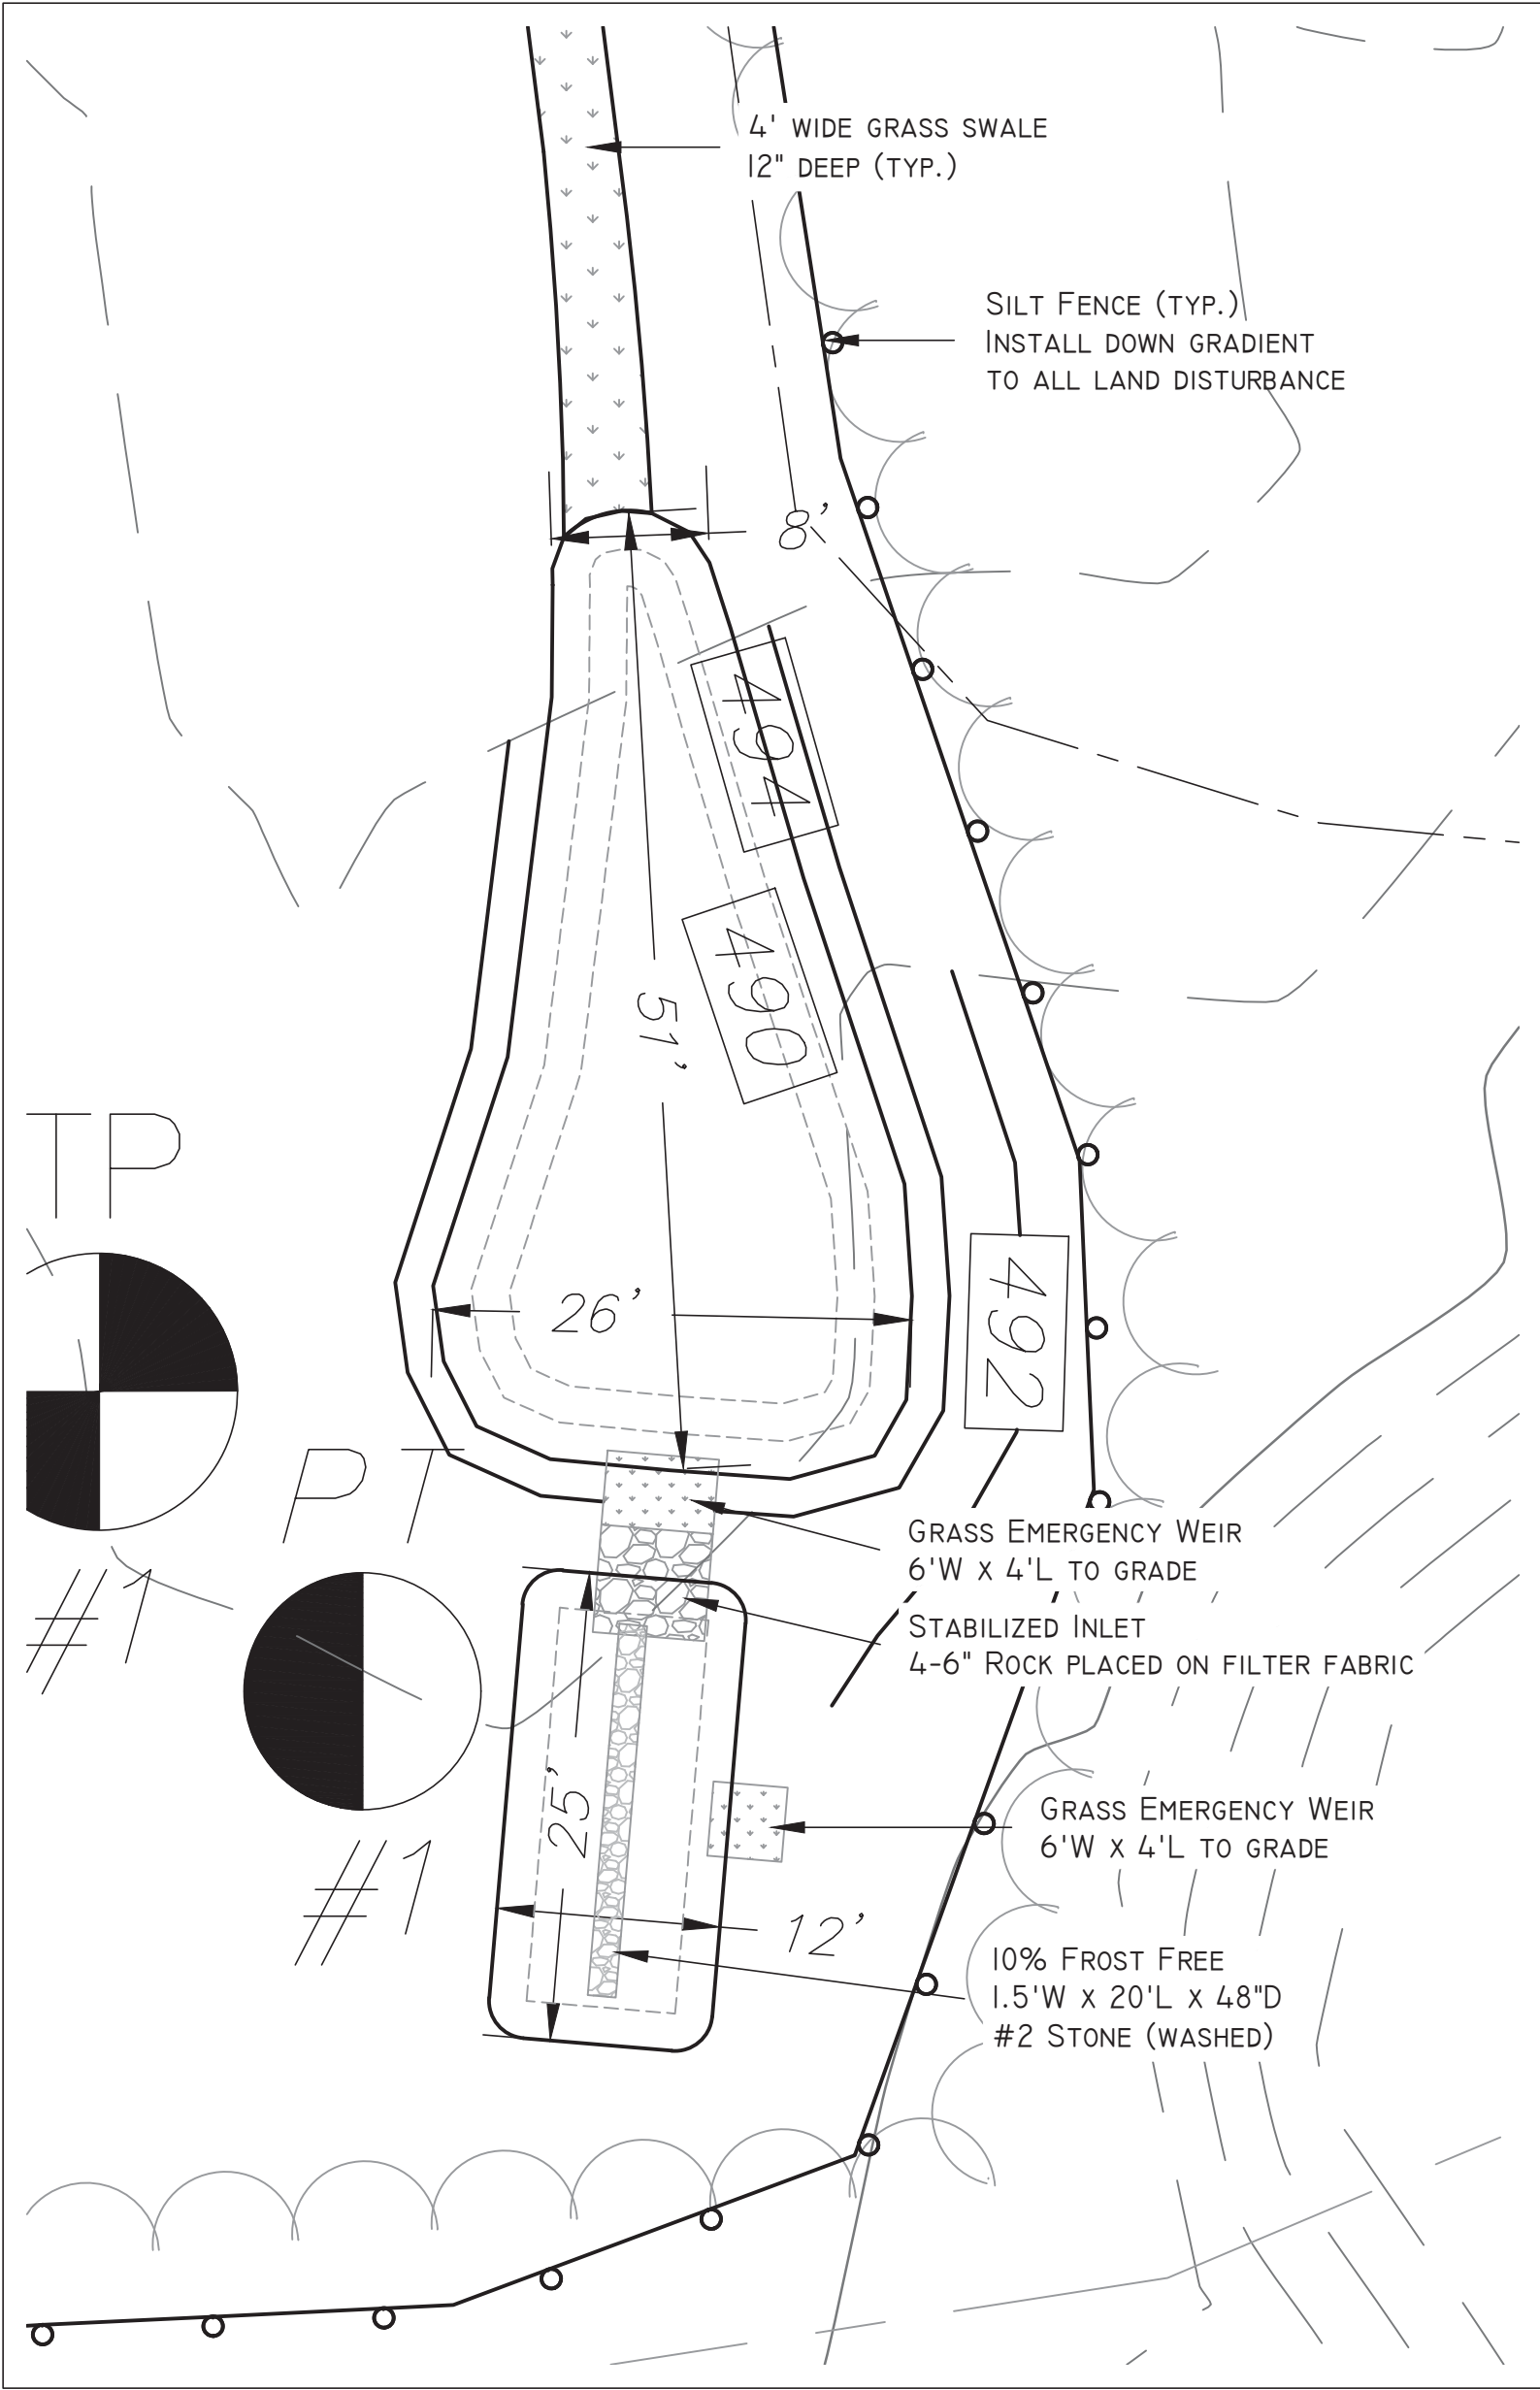 4' WIDE GRASS SWALE
12" DEEP (TYP.)
SILT FENCE (TYP.)
INSTALL DOWN GRADIENT
TO ALL LAND DISTURBANCE
8'
491
490
51'
TP
#1
26'
492
PT
#1
GRASS EMERGENCY WEIR
6'W X 4'L TO GRADE
STABILIZED INLET
4-6" ROCK PLACED ON FILTER FABRIC
25'
GRASS EMERGENCY WEIR
6'W X 4'L TO GRADE
12'
10% FROST FREE
1.5'W X 20'L X 48"D
#2 STONE (WASHED)